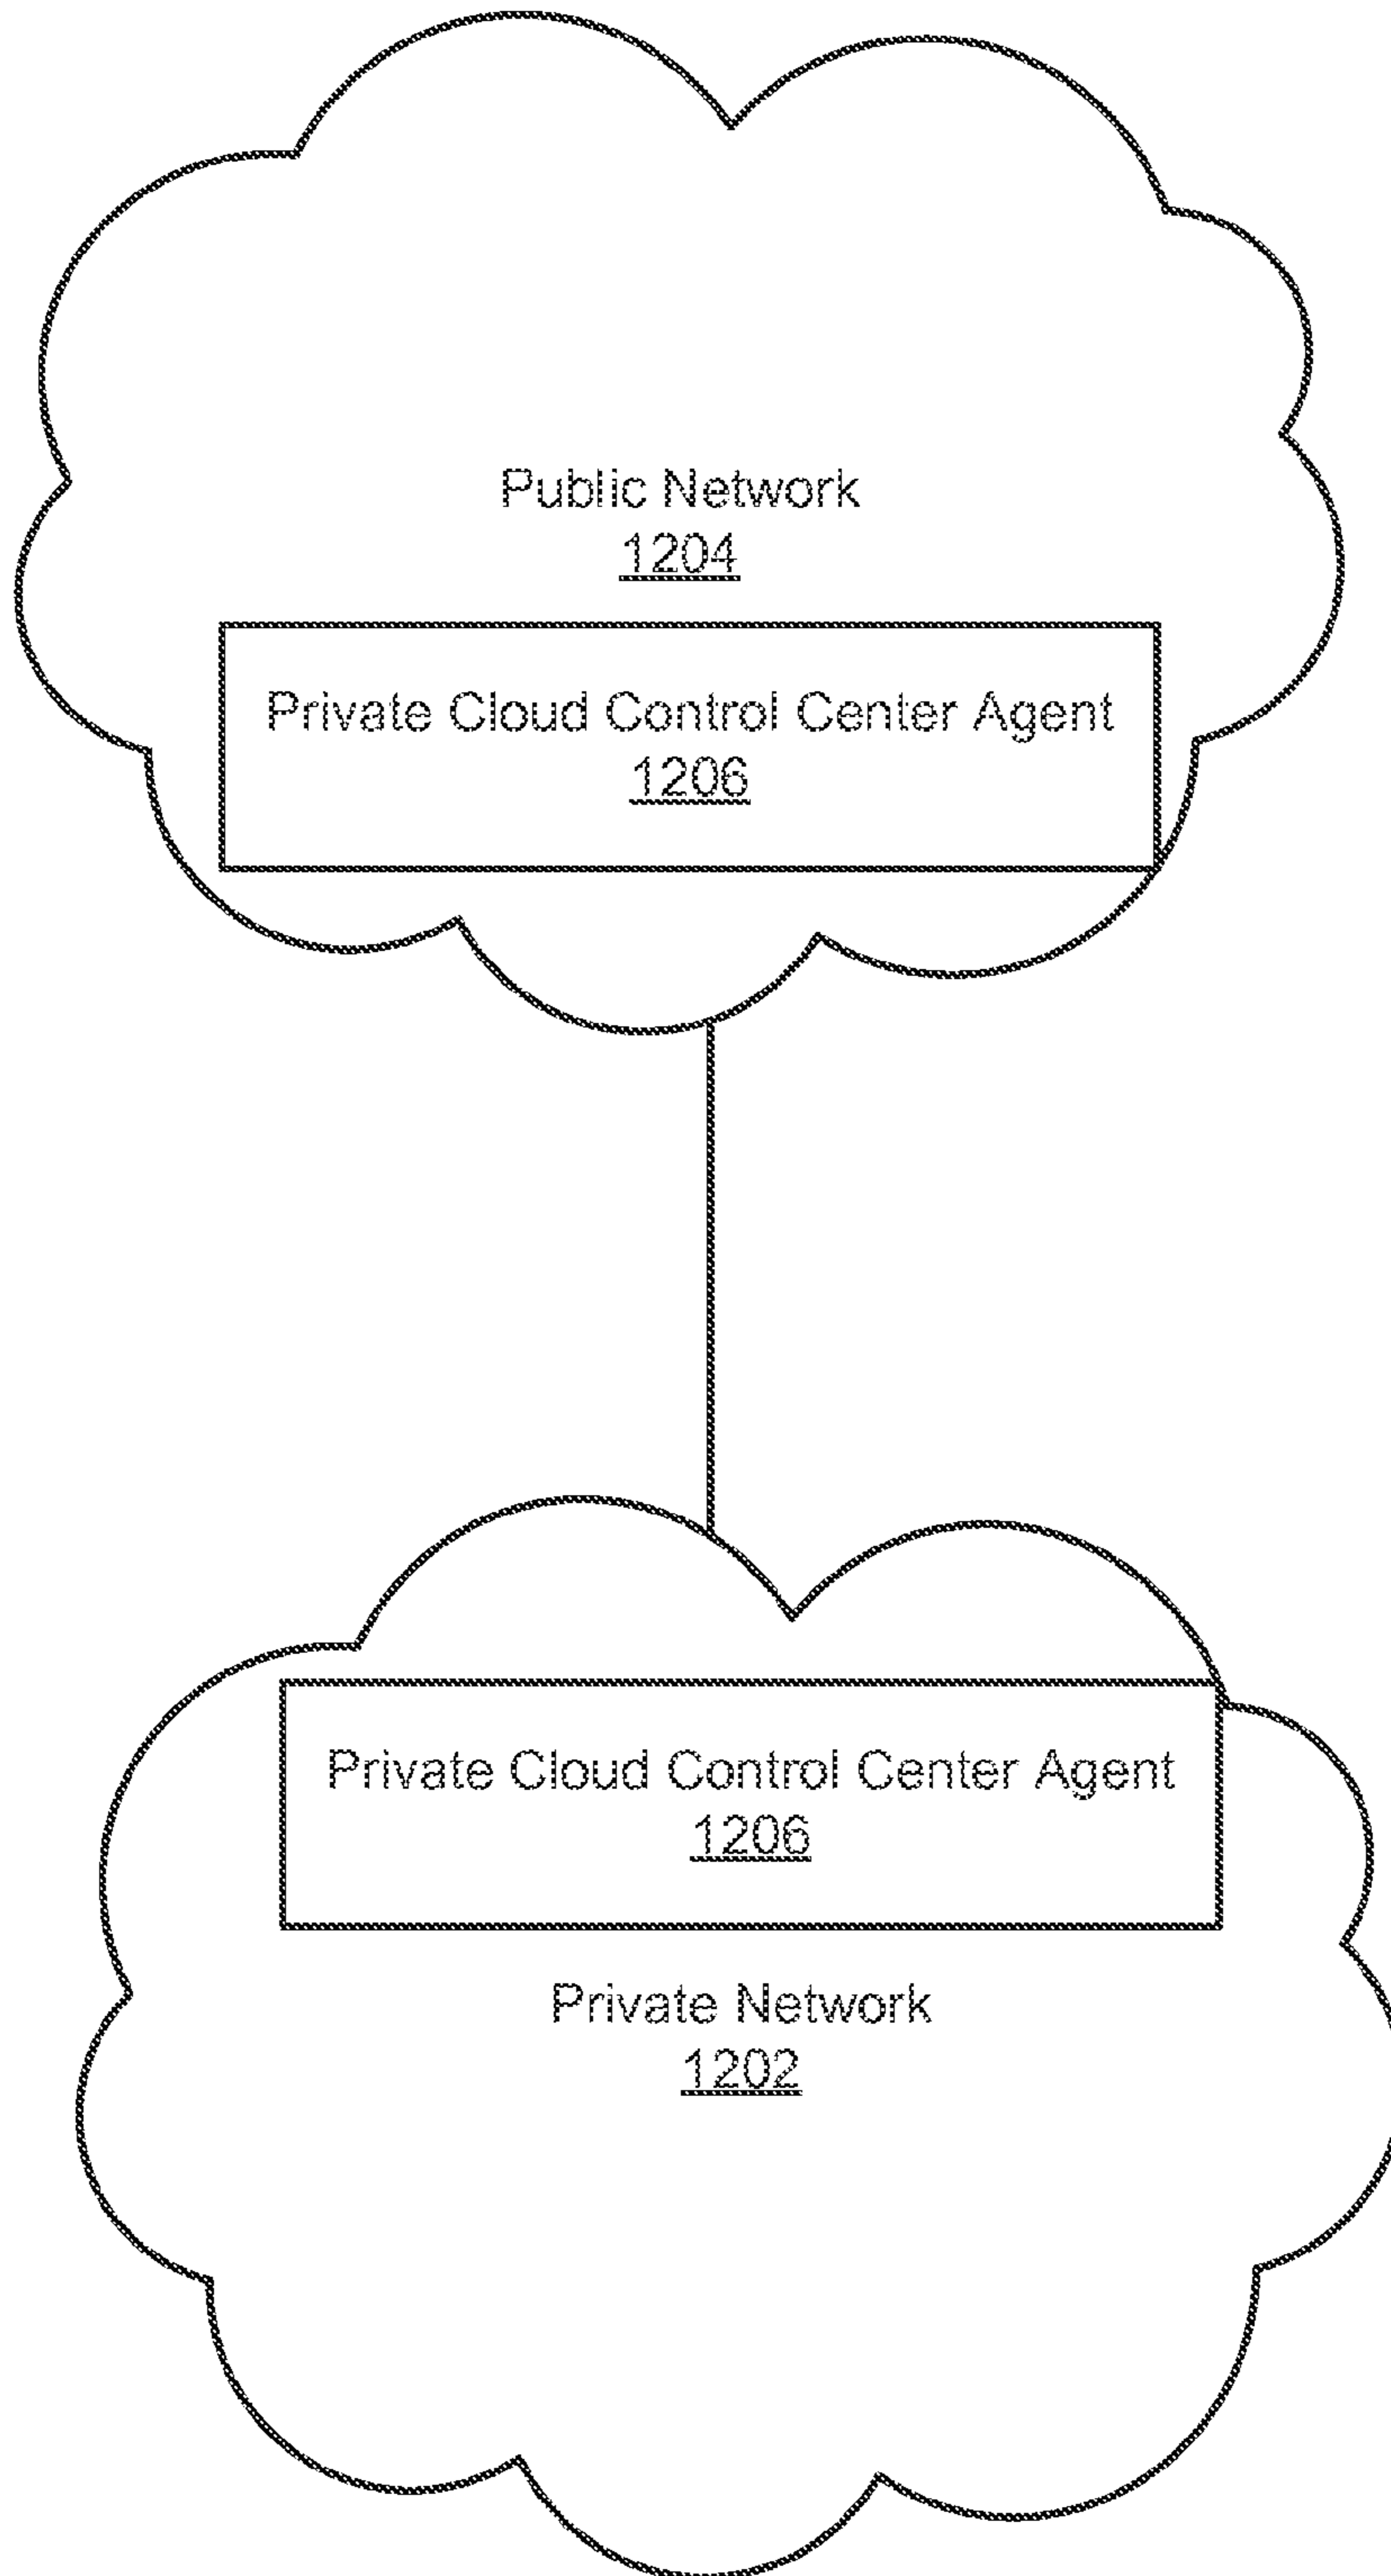 Public Network
1204
Private Cloud Control Center Agent
1206
Private Cloud Control Center Agent
1206
Private Network
1202